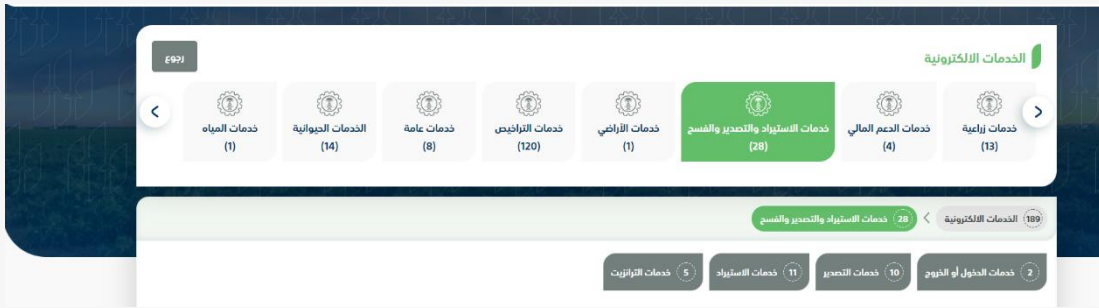 الخدمات الالكترونية
رجوع
خدمات زراعية
(13)
خدمات الدعم المالي
(4)
خدمات الاستيراد والتصدير والفسح
(28)
خدمات الأراضي
(1)
خدمات التراخيص
(120)
خدمات عامة
(8)
الخدمات الحيوانية
(14)
خدمات المياه
(1)
189 الخدمات الالكترونية
28 خدمات الاستيراد والتصدير والفسح
2 خدمات الدخول أو الخروج
10 خدمات التصدير
11 خدمات الاستيراد
5 خدمات الترانزيت